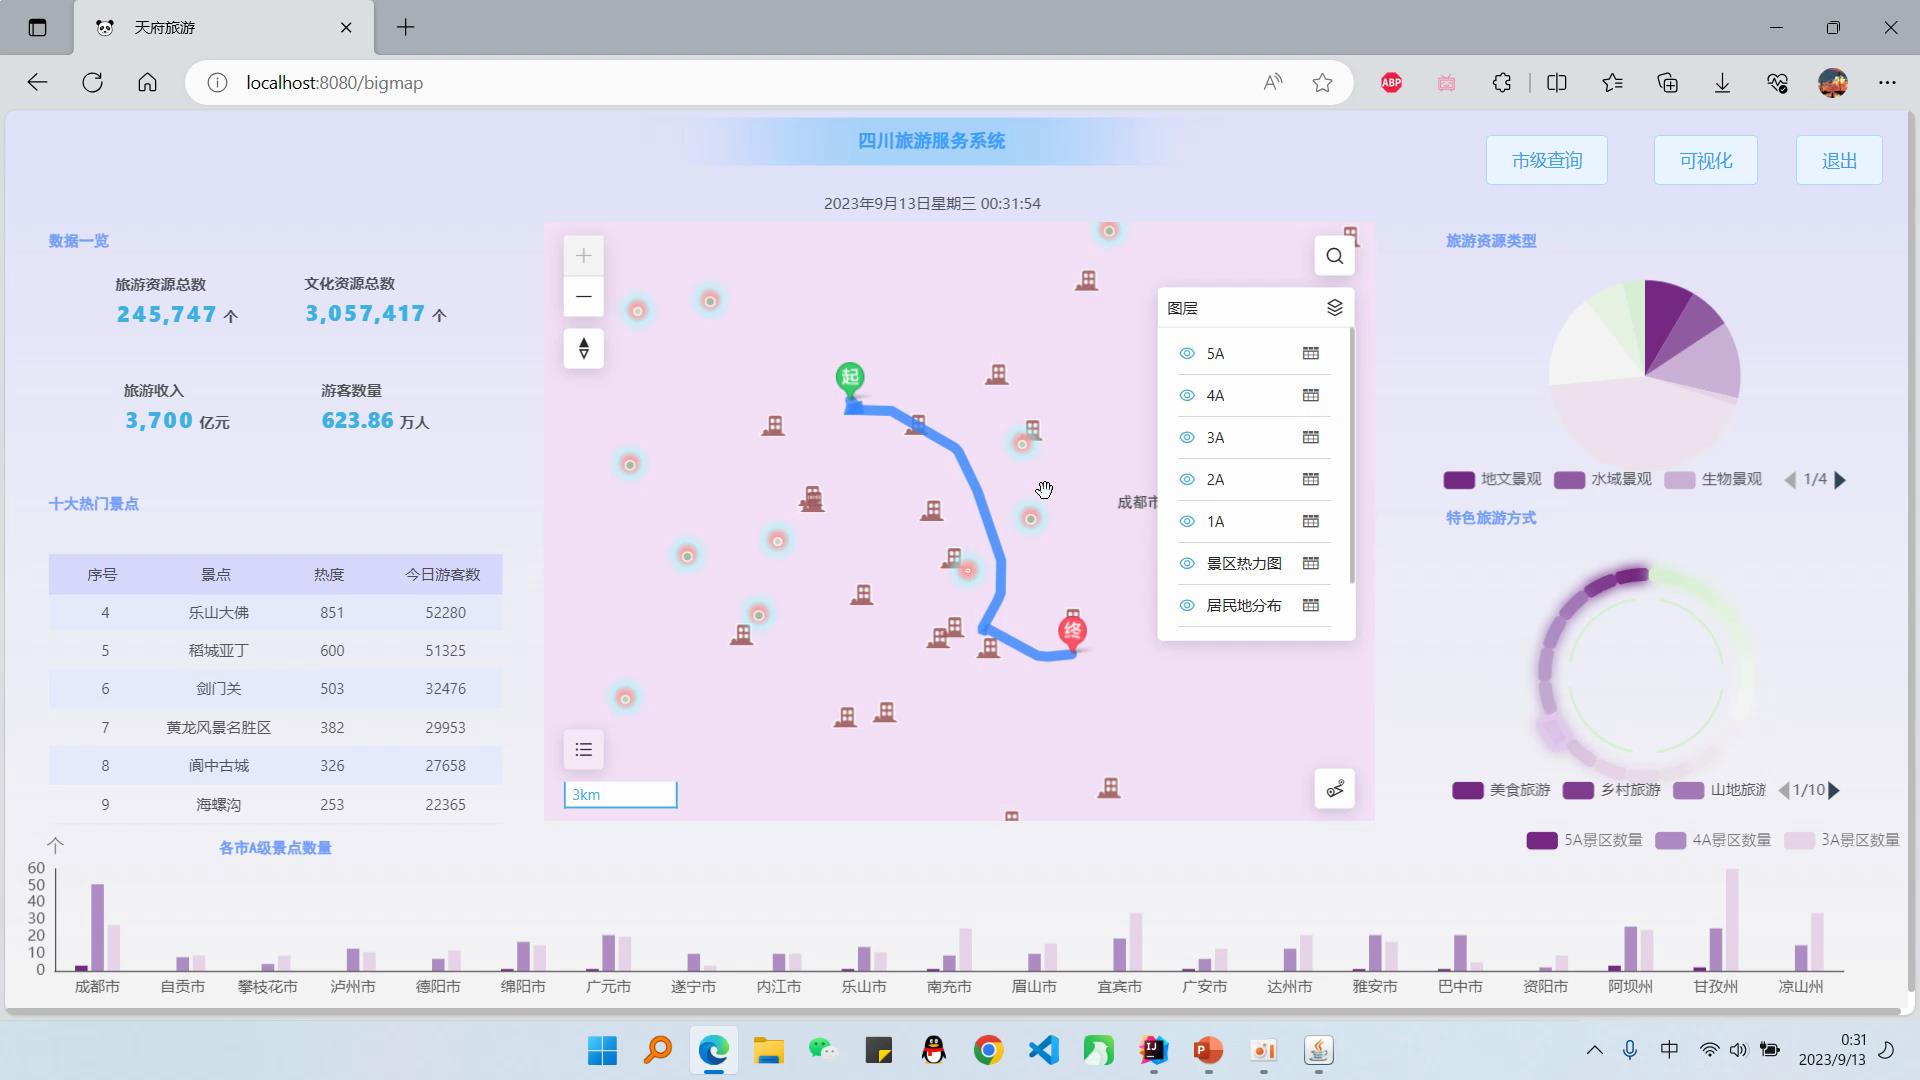 天府旅游
localhost:8080/bigmap
ABP
四川旅游服务系统
市级查询
可视化
退出
2023年9月13日星期三 00:31:54
数据一览
旅游资源总数
245,747 个
文化资源总数
3,057,417 个
旅游收入
3,700 亿元
游客数量
623.86 万人
十大热门景点
序号 景点 热度 今日游客数
4 乐山大佛 851 52280
5 稻城亚丁 600 51325
6 剑门关 503 32476
7 黄龙风景名胜区 382 29953
8 阆中古城 326 27658
9 海螺沟 253 22365
起
终
成都市
3km
图层
5A
4A
3A
2A
1A
景区热力图
居民地分布
旅游资源类型
地文景观 水域景观 生物景观 1/4
特色旅游方式
美食旅游 乡村旅游 山地旅游 1/10
各市A级景点数量
5A景区数量 4A景区数量 3A景区数量
个
60
50
40
30
20
10
0
成都市 自贡市 攀枝花市 泸州市 德阳市 绵阳市 广元市 遂宁市 内江市 乐山市 南充市 眉山市 宜宾市 广安市 达州市 雅安市 巴中市 资阳市 阿坝州 甘孜州 凉山州
中
0:31
2023/9/13